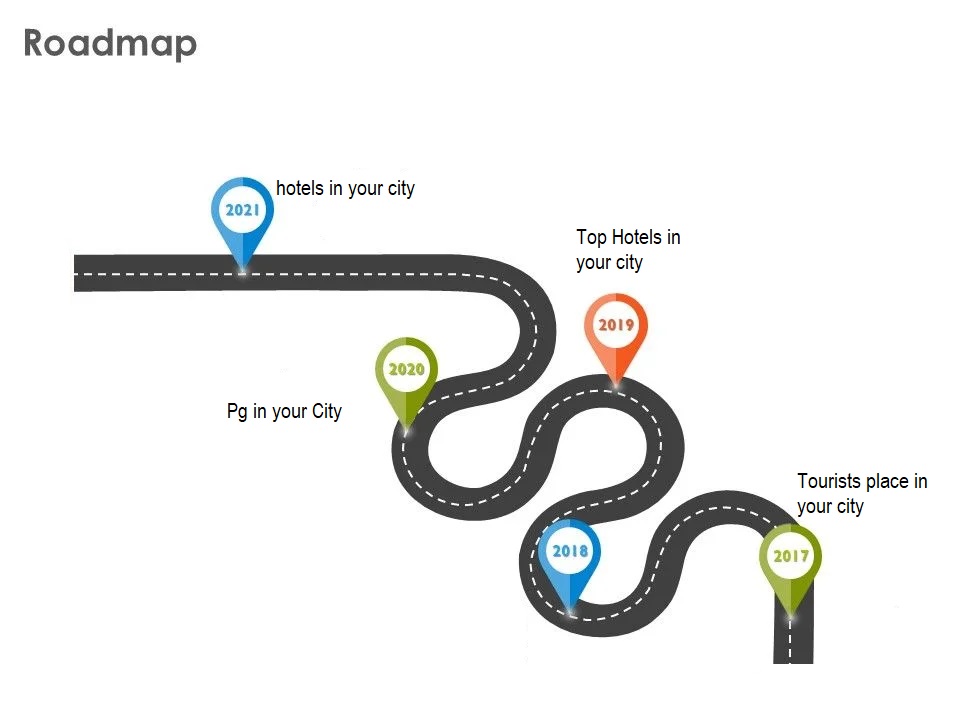 Roadmap
hotels in your city
2021
Top Hotels in
your city
2019
2020
Pg in your City
Tourists place in
your city
2018
2017